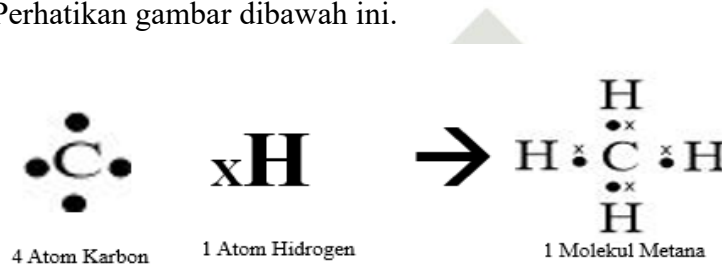 Perhatikan gambar dibawah ini.
H
C
xH
H x C x H
x
x
H
4 Atom Karbon
1 Atom Hidrogen
1 Molekul Metana